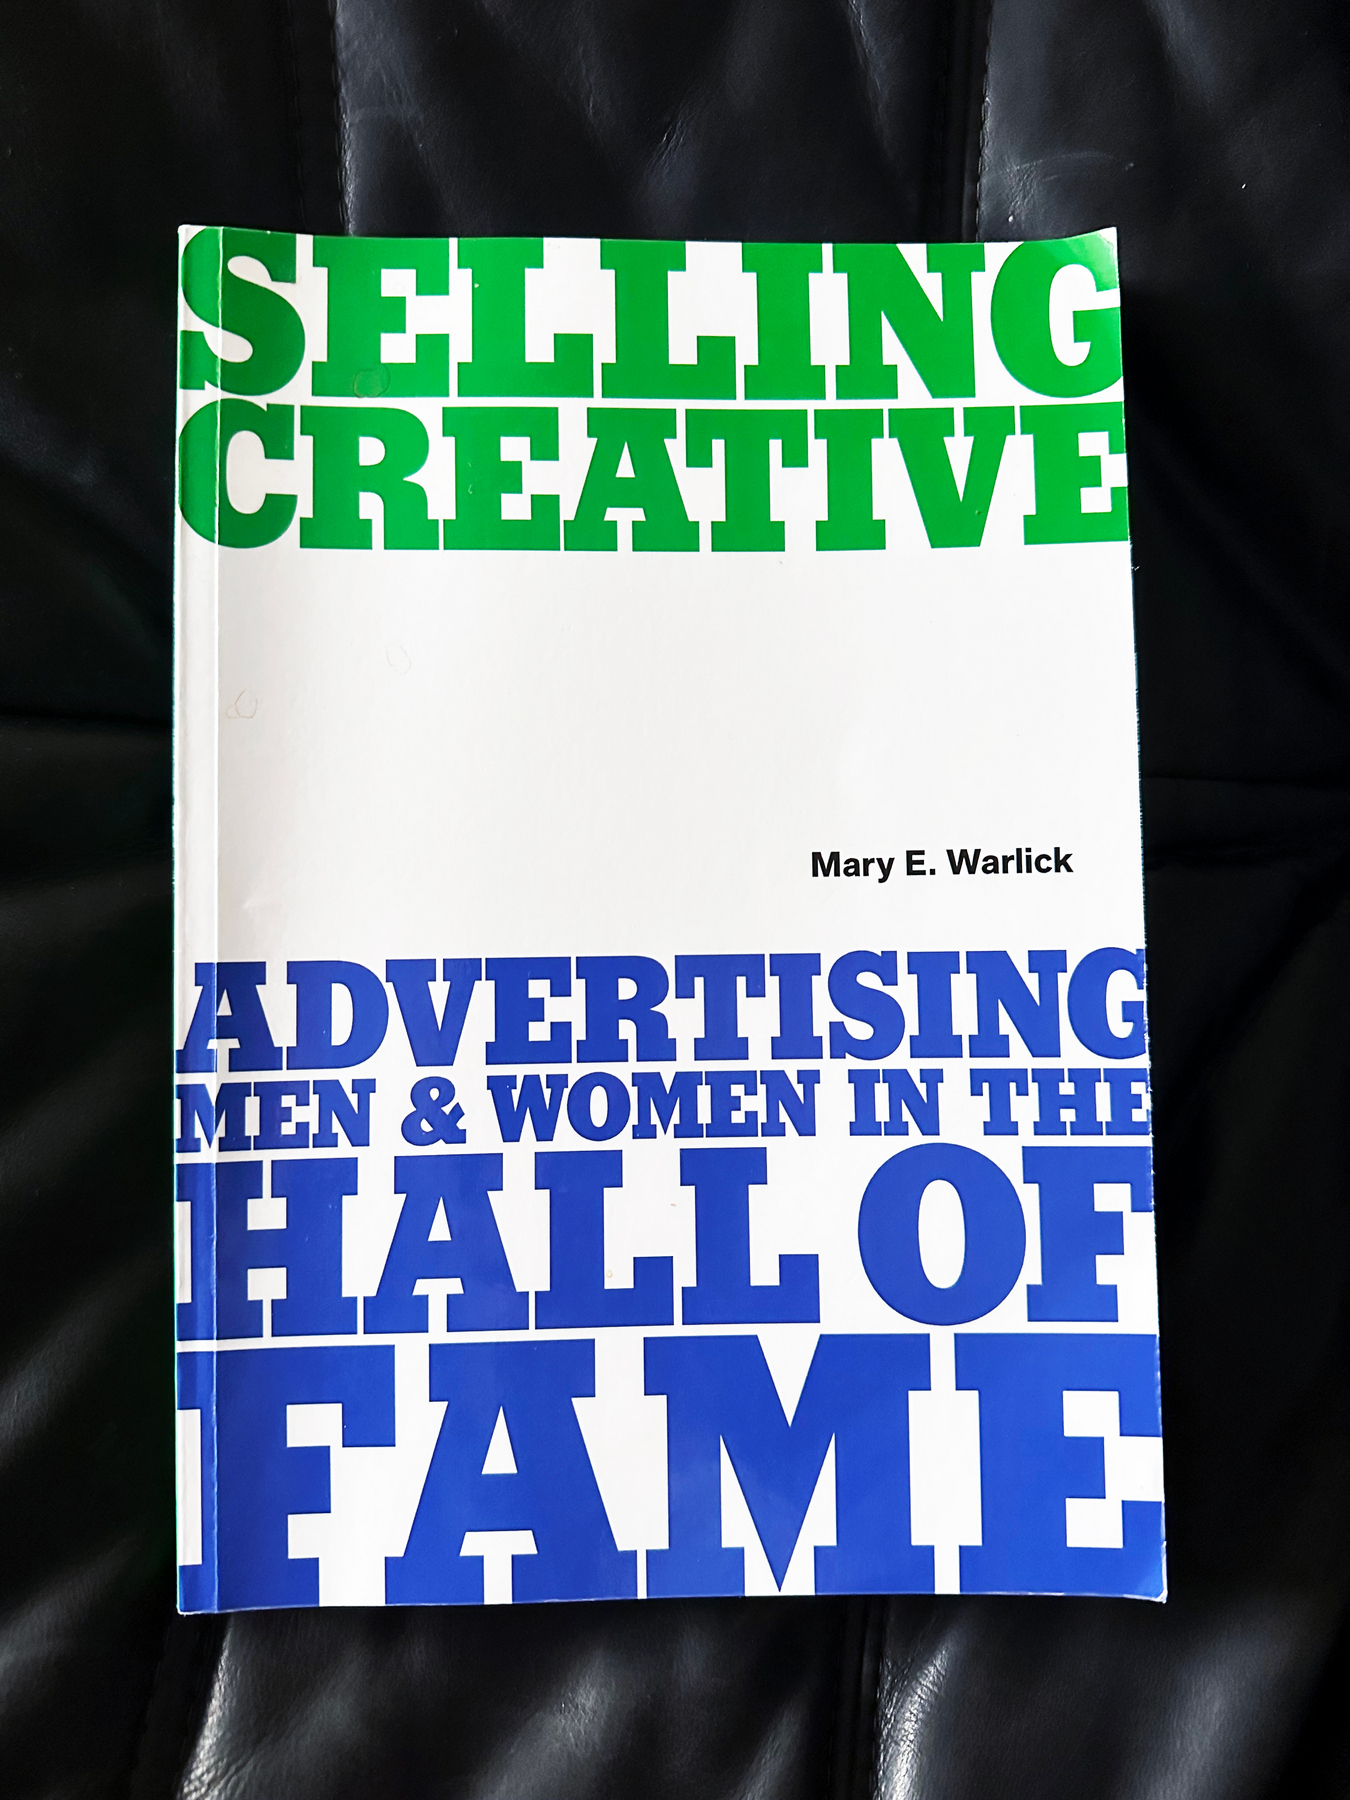 SELLING
CREATIVE
Mary E. Warlick
ADVERTISING
MEN & WOMEN IN THE
HALL OF
FAME